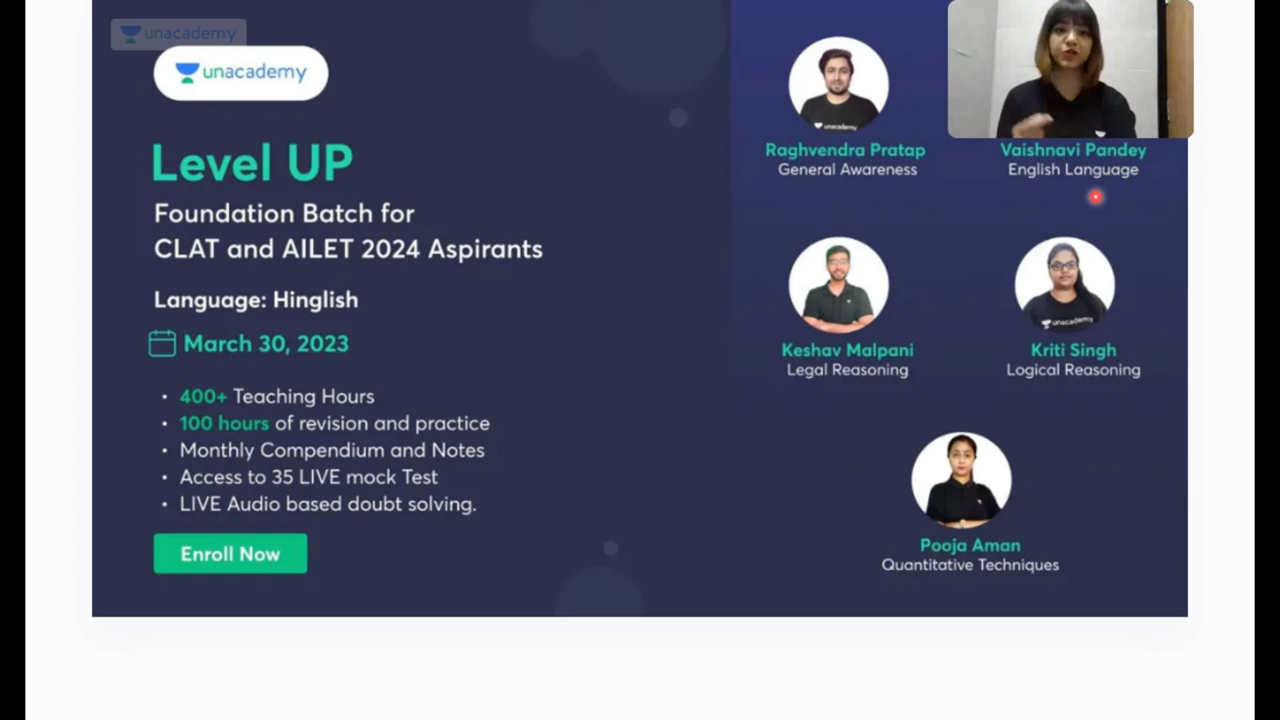 unacademy
unacademy
Level UP
Foundation Batch for
CLAT and AILET 2024 Aspirants
Language: Hinglish
March 30, 2023
• 400+ Teaching Hours
• 100 hours of revision and practice
• Monthly Compendium and Notes
• Access to 35 LIVE mock Test
• LIVE Audio based doubt solving.
Enroll Now
unacademy
Raghvendra Pratap
General Awareness
Vaishnavi Pandey
English Language
Keshav Malpani
Legal Reasoning
unacademy
Kriti Singh
Logical Reasoning
Pooja Aman
Quantitative Techniques